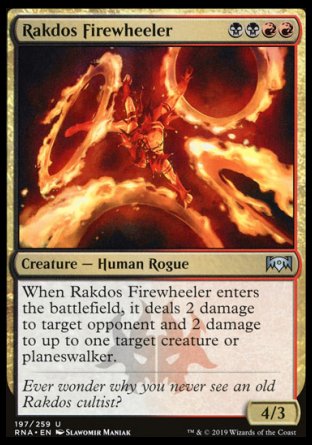 Rakdos Firewheeler
Creature — Human Rogue
When Rakdos Firewheeler enters
the battlefield, it deals 2 damage
to target opponent and 2 damage
to up to one target creature or
planeswalker.
Ever wonder why you never see an old
Rakdos cultist?
4/3
197/259 U
RNA • EN Slawomir Maniak
™ & © 2019 Wizards of the Coast